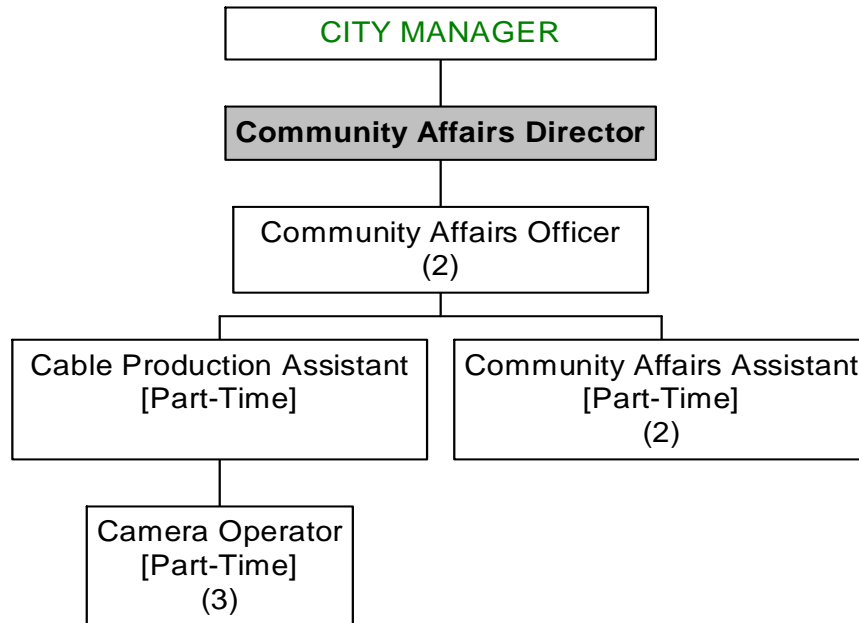 CITY MANAGER
Community Affairs Director
Community Affairs Officer
(2)
Cable Production Assistant
[Part-Time]
Community Affairs Assistant
[Part-Time]
(2)
Camera Operator
[Part-Time]
(3)